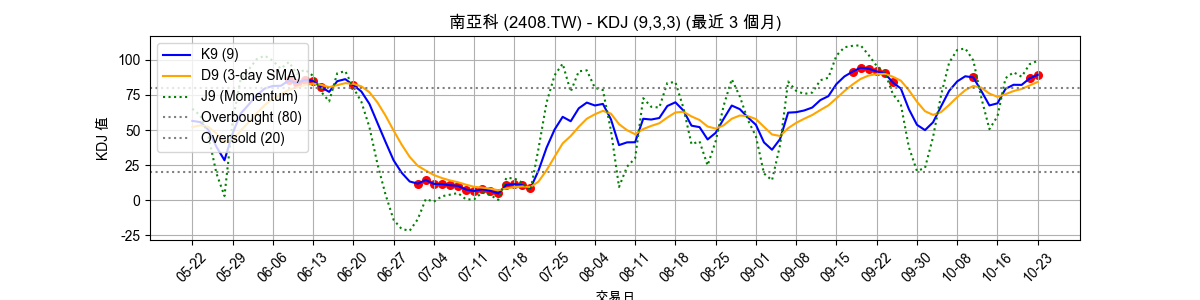 南亞科 (2408.TW) - KDJ (9,3,3) (最近 3 個月)
K9 (9)
D9 (3-day SMA)
J9 (Momentum)
Overbought (80)
Oversold (20)
KDJ 值
100
75
50
25
0
-25
05-22 05-29 06-06 06-13 06-20 06-27 07-04 07-11 07-18 07-25 08-04 08-11 08-18 08-25 09-01 09-08 09-15 09-22 09-30 10-08 10-16 10-23
交易日